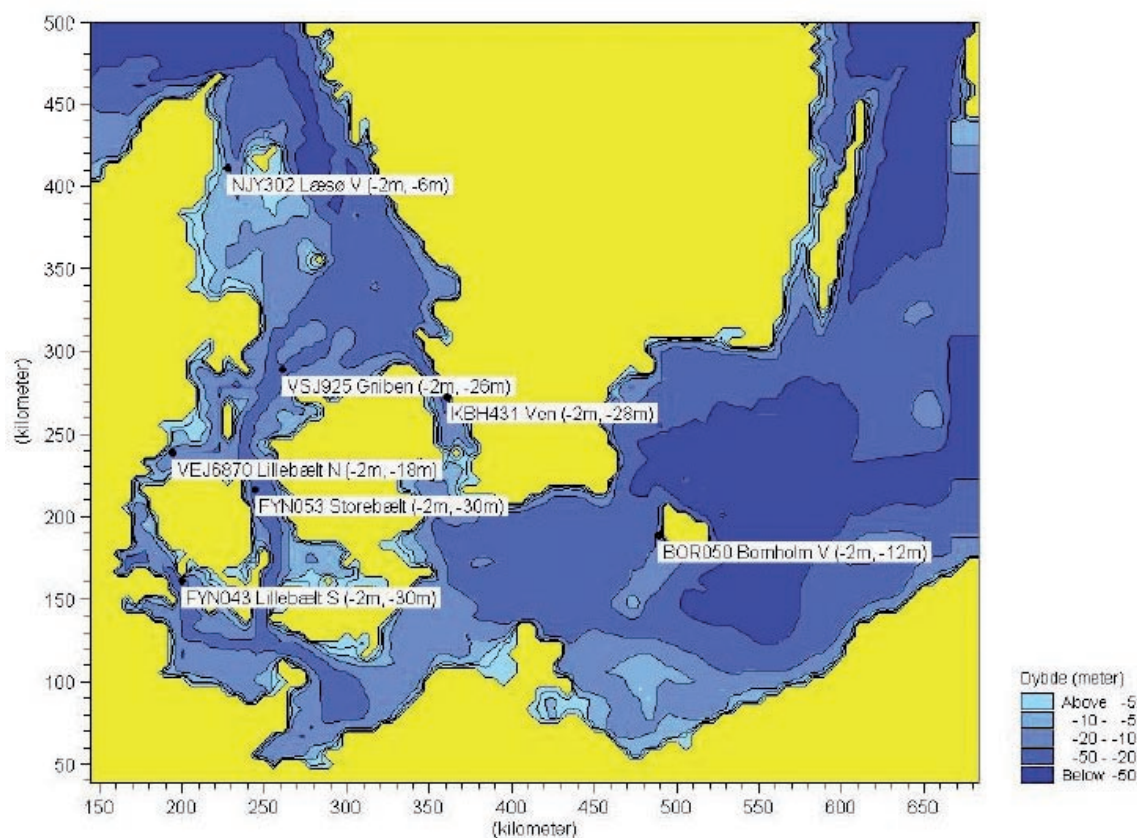 500
450
400
350
300
250
200
150
100
50
(kilometer)
NJY302 Læsø V (-2m, -6m)
VSJ925 Gniben (-2m, -26m)
KBH431 Ven (-2m, -28m)
VEJ6870 Lillebælt N (-2m, -18m)
FYN053 Storebælt (-2m, -30m)
BOR050 Bornholm V (-2m, -12m)
FYN043 Lillebælt S (-2m, -30m)
150 200 250 300 350 400 450 500 550 600 650
(kilometer)
Dybde (meter)
Above -5
-10 - -5
-20 - -10
-50 - -20
Below -50